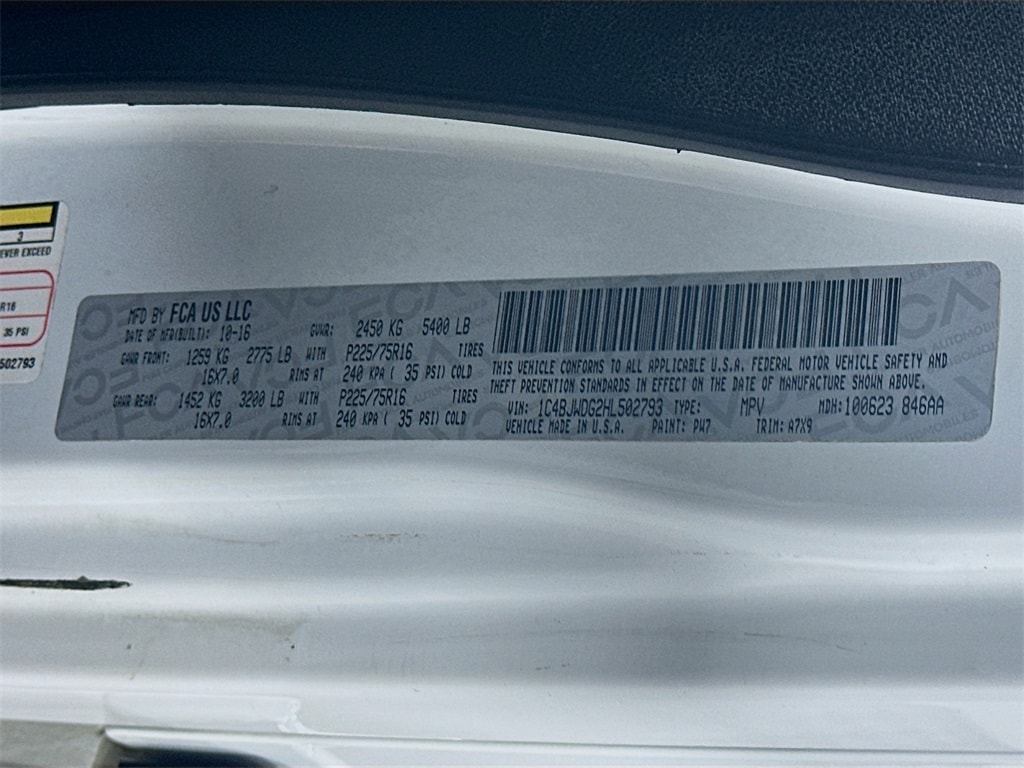 3
EVER EXCEED
R16
35 PSI
502793
MFD BY FCA US LLC
DATE OF MFR(BUILT): 10-16 GVWR: 2450 KG 5400 LB
GAWR FRONT: 1259 KG 2775 LB WITH P225/75R16 TIRES
16X7.0 RIMS AT 240 KPA ( 35 PSI) COLD
GAWR REAR: 1452 KG 3200 LB WITH P225/75R16 TIRES
16X7.0 RIMS AT 240 KPA ( 35 PSI) COLD
THIS VEHICLE CONFORMS TO ALL APPLICABLE U.S.A. FEDERAL MOTOR VEHICLE SAFETY AND
THEFT PREVENTION STANDARDS IN EFFECT ON THE DATE OF MANUFACTURE SHOWN ABOVE.
VIN: 1C4BJWDG2HL502793 TYPE: MPV MDH: 100623 846AA
VEHICLE MADE IN U.S.A. PAINT: PW7 TRIM: A7X9